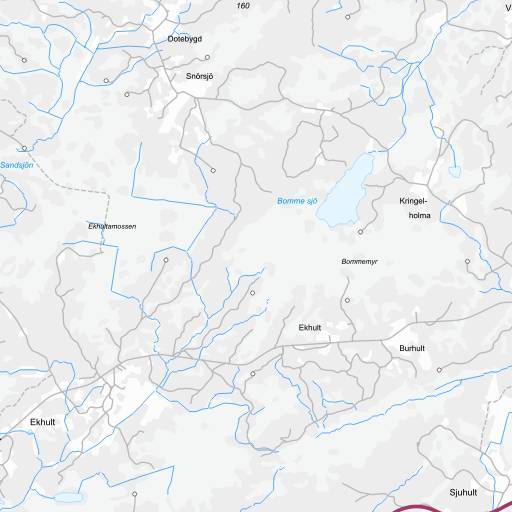 160
V
Dotebygd
Snörsjö
Sandsjön
Bomme sjö
Kringel-
holma
Ekhultamossen
Bommemyr
Ekhult
Burhult
Ekhult
Sjuhult